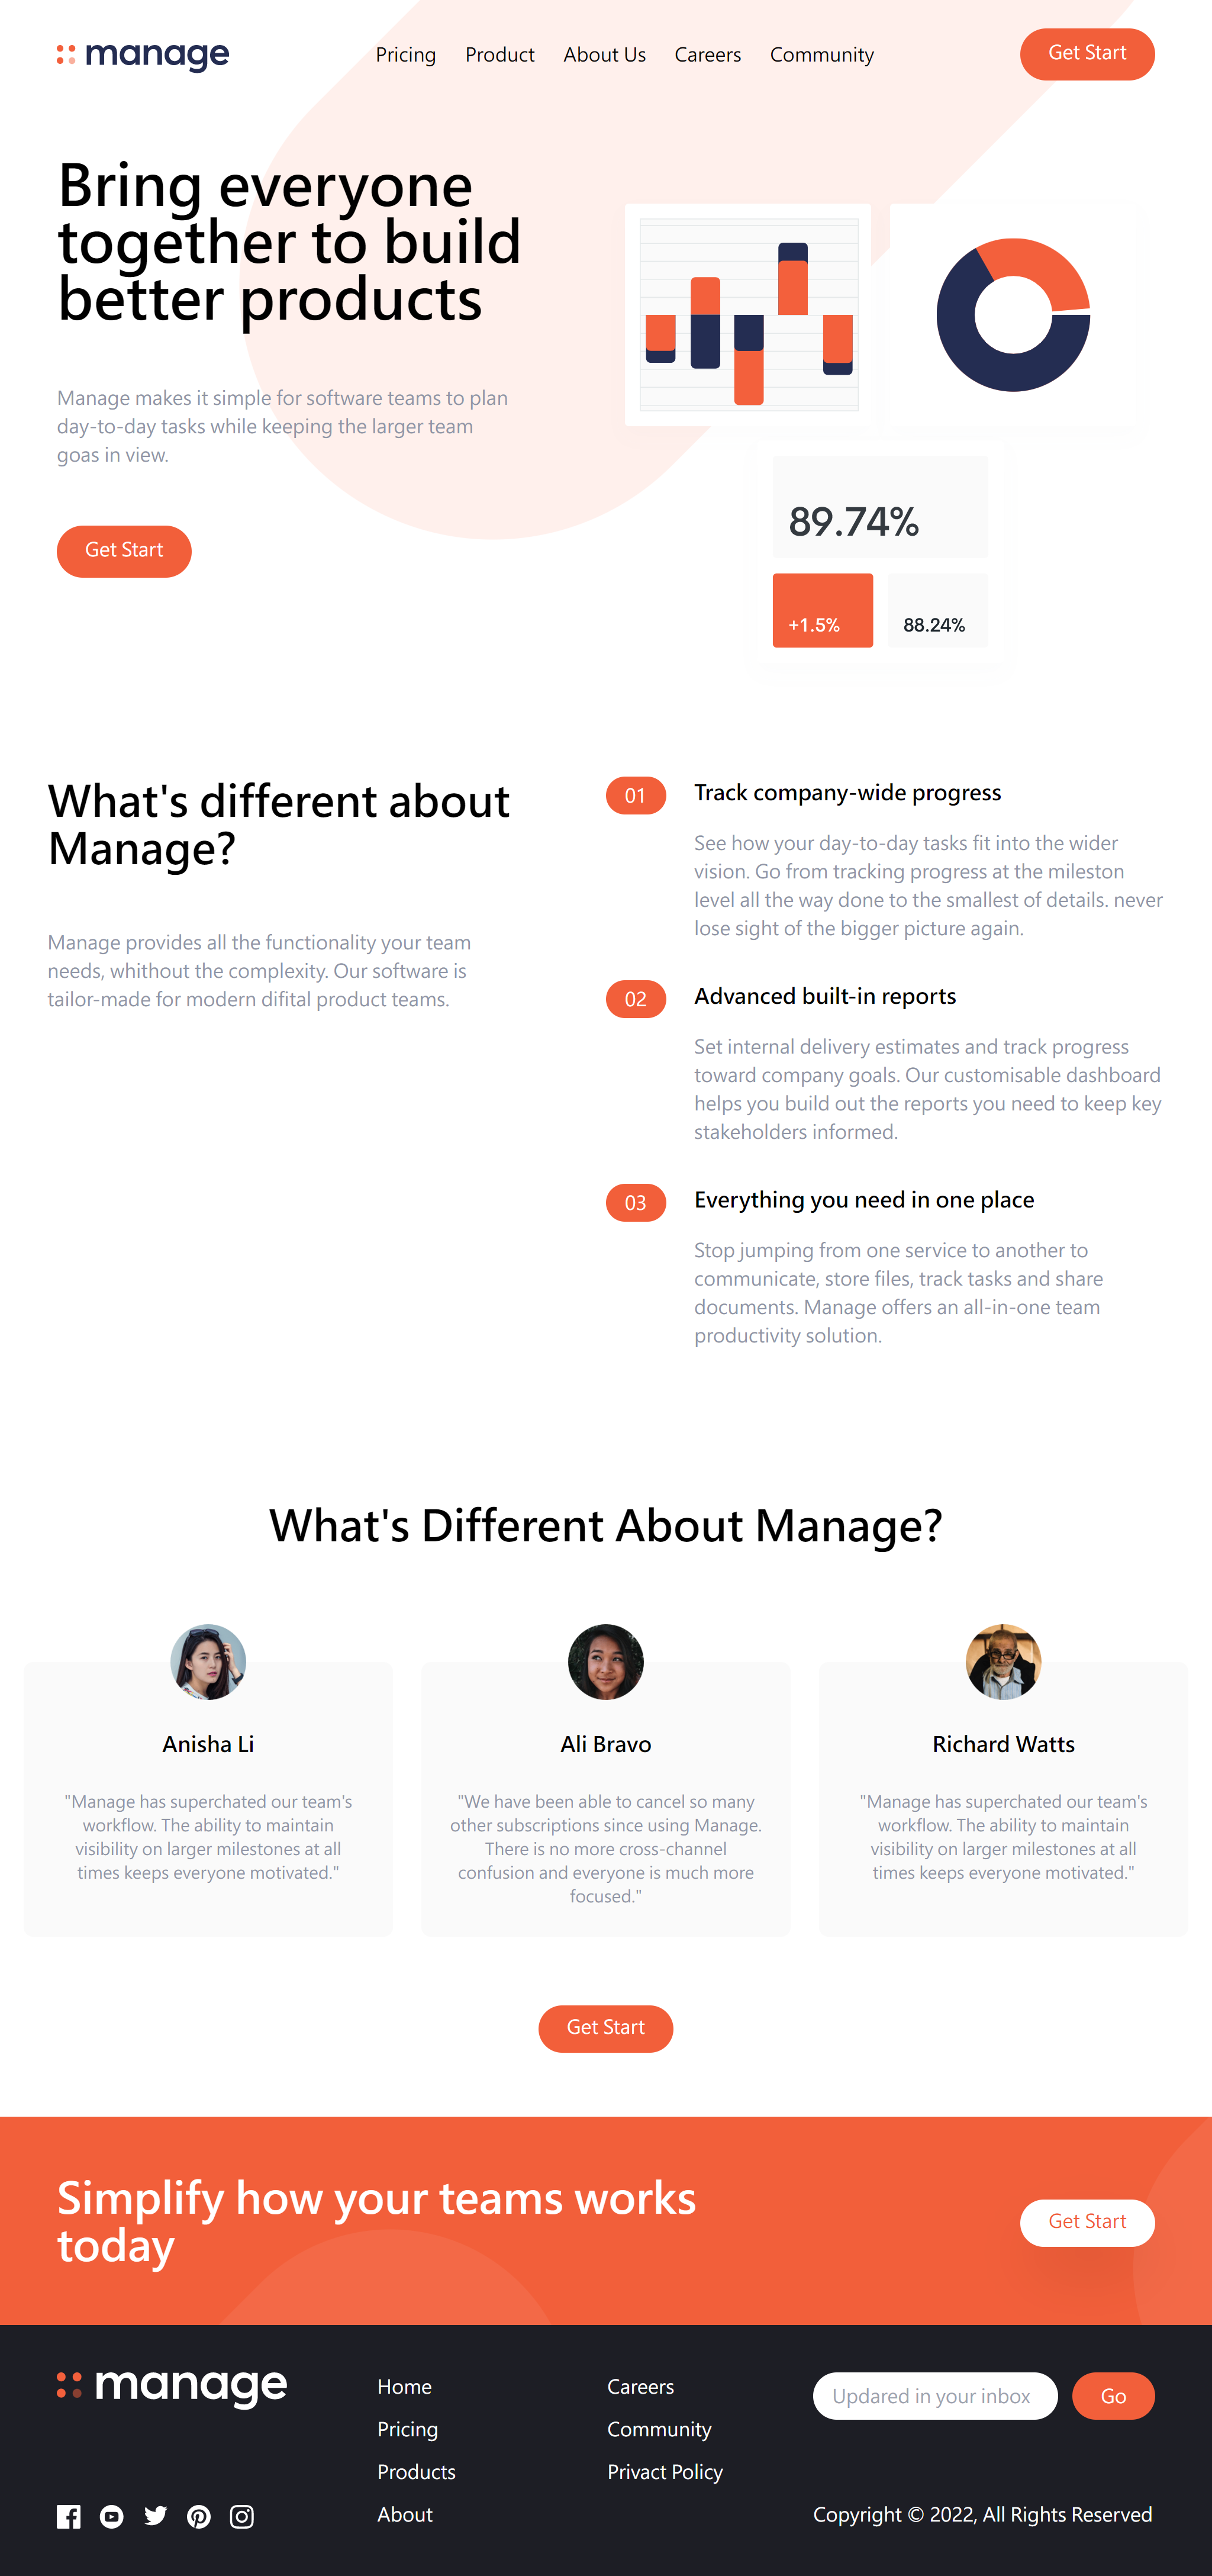 manage
Pricing Product About Us Careers Community
Get Start
Bring everyone
together to build
better products
Manage makes it simple for software teams to plan
day-to-day tasks while keeping the larger team
goas in view.
Get Start
89.74%
+1.5%
88.24%
What's different about
Manage?
Manage provides all the functionality your team
needs, whithout the complexity. Our software is
tailor-made for modern difital product teams.
01 Track company-wide progress
See how your day-to-day tasks fit into the wider
vision. Go from tracking progress at the mileston
level all the way done to the smallest of details. never
lose sight of the bigger picture again.
02 Advanced built-in reports
Set internal delivery estimates and track progress
toward company goals. Our customisable dashboard
helps you build out the reports you need to keep key
stakeholders informed.
03 Everything you need in one place
Stop jumping from one service to another to
communicate, store files, track tasks and share
documents. Manage offers an all-in-one team
productivity solution.
What's Different About Manage?
Anisha Li
"Manage has superchated our team's
workflow. The ability to maintain
visibility on larger milestones at all
times keeps everyone motivated."
Ali Bravo
"We have been able to cancel so many
other subscriptions since using Manage.
There is no more cross-channel
confusion and everyone is much more
focused."
Richard Watts
"Manage has superchated our team's
workflow. The ability to maintain
visibility on larger milestones at all
times keeps everyone motivated."
Get Start
Simplify how your teams works
today
Get Start
manage
Home
Pricing
Products
About
Careers
Community
Privact Policy
Updared in your inbox
Go
Copyright © 2022, All Rights Reserved